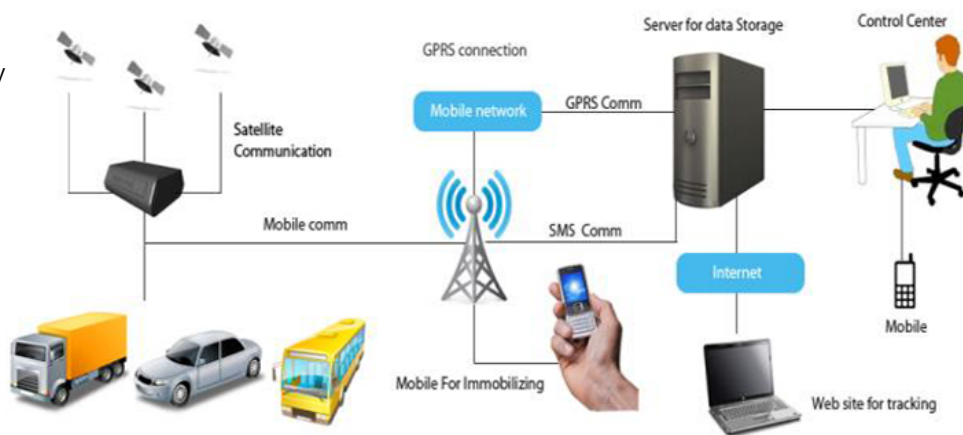 Server for data Storage
Control Center
GPRS connection
/
Mobile network
GPRS Comm
Satellite
Communication
Mobile comm
SMS Comm
Internet
Mobile
Mobile For Immobilizing
Web site for tracking